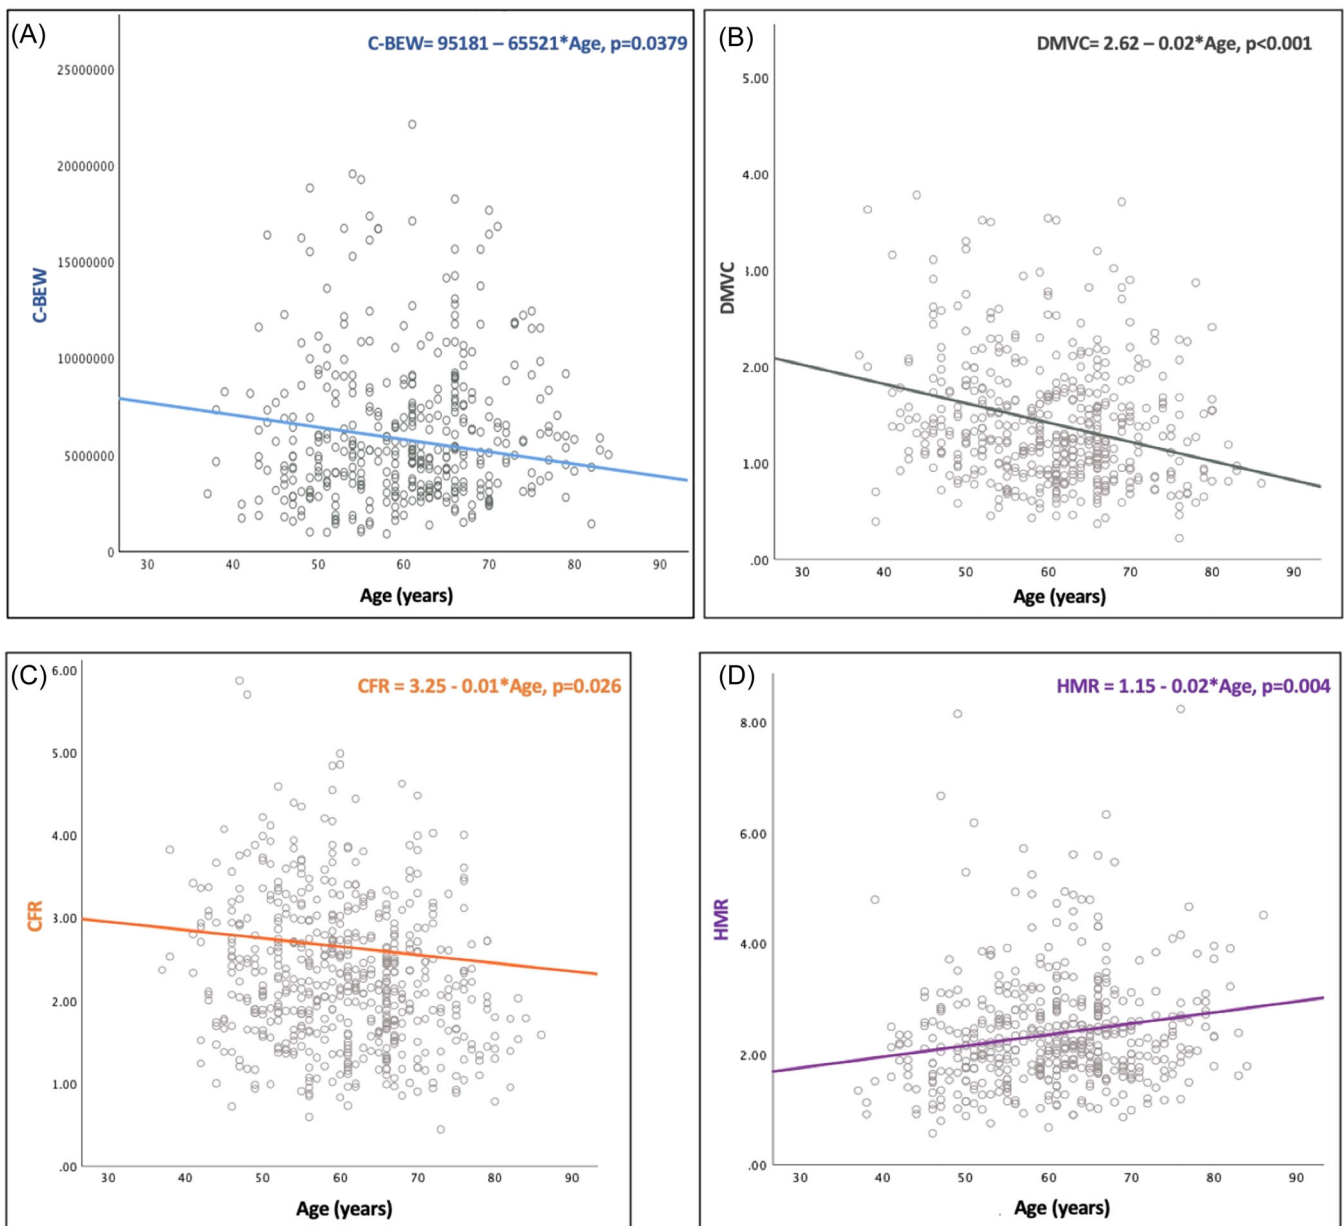 (A)
C-BEW= 95181 – 65521*Age, p=0.0379
25000000
20000000
15000000
10000000
5000000
0
C-BEW
30 40 50 60 70 80 90
Age (years)
(B)
DMVC= 2.62 – 0.02*Age, p<0.001
5.00
4.00
3.00
2.00
1.00
.00
DMVC
30 40 50 60 70 80 90
Age (years)
(C)
CFR = 3.25 - 0.01*Age, p=0.026
6.00
5.00
4.00
3.00
2.00
1.00
.00
CFR
30 40 50 60 70 80 90
Age (years)
(D)
HMR = 1.15 - 0.02*Age, p=0.004
8.00
6.00
4.00
2.00
.00
HMR
30 40 50 60 70 80 90
Age (years)